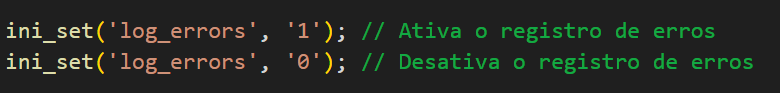 ini_set('log_errors', '1'); // Ativa o registro de erros
ini_set('log_errors', '0'); // Desativa o registro de erros